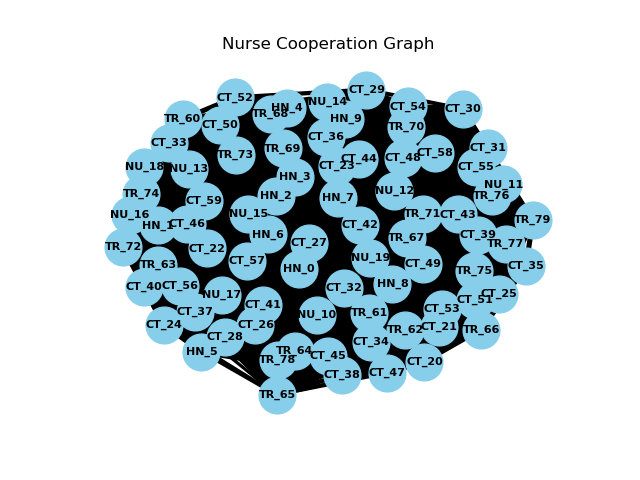 Nurse Cooperation Graph
CT_29
CT_52
NU_14
HN_4
CT_54
CT_30
TR_68
TR_60
HN_9
CT_50
TR_70
CT_36
CT_33
TR_69
CT_31
TR_73
CT_58
CT_48
CT_44
CT_23
NU_18
CT_55
NU_13
HN_3
NU_11
NU_12
TR_74
HN_2
TR_76
HN_7
CT_59
NU_16
NU_15
TR_71
CT_43
TR_79
HN_1
CT_46
CT_42
HN_6
CT_39
TR_67
CT_27
TR_77
TR_72
CT_22
NU_19
CT_57
CT_49
TR_63
CT_35
HN_0
TR_75
HN_8
CT_40
CT_56
CT_32
NU_17
CT_25
CT_51
CT_41
CT_53
CT_37
NU_10
TR_61
CT_24
CT_26
CT_21
TR_62
TR_66
CT_28
CT_34
HN_5
TR_64
CT_45
TR_78
CT_20
CT_47
CT_38
TR_65